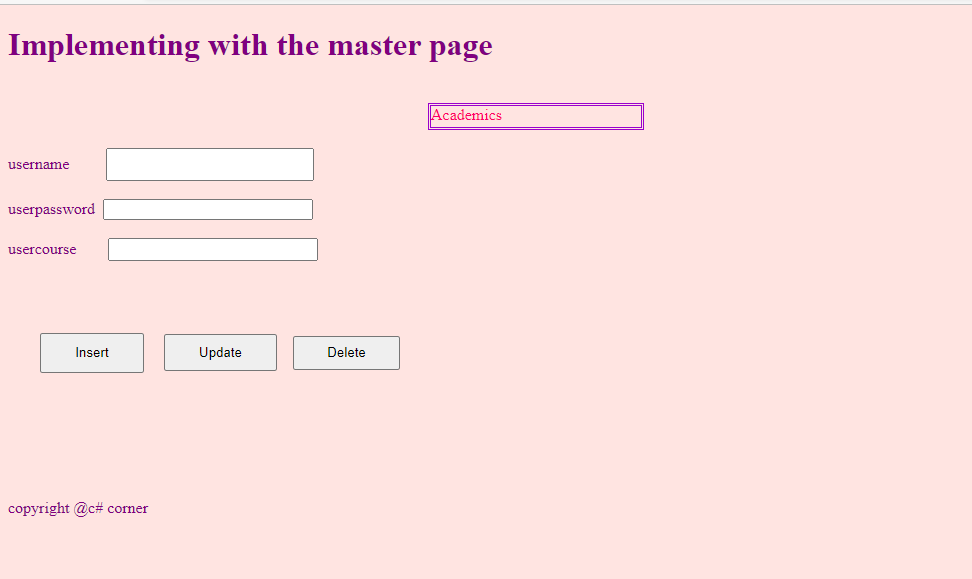 Implementing with the master page
Academics
username
userpassword
usercourse
Insert Update Delete
copyright @c# corner